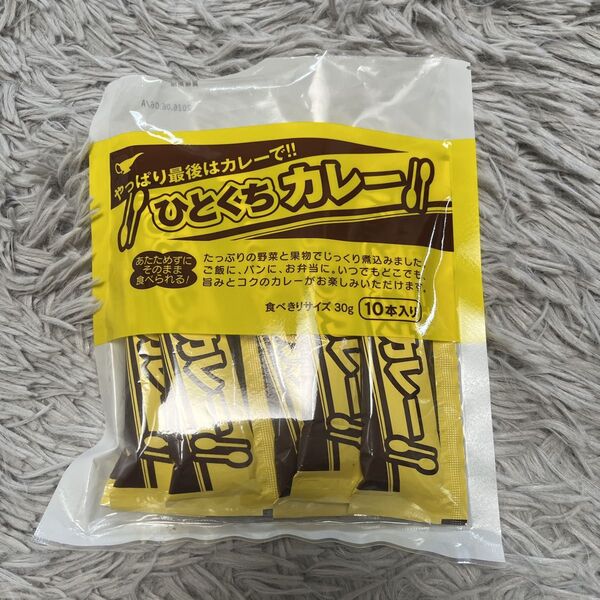 2026.06.06/A
やっぱり最後はカレーで!!
ひとくちカレー!!
あたためずに
そのまま
食べられる!
たっぷりの野菜と果物でじっくり煮込みました。
ご飯に、パンに、お弁当に。いつでもどこでも、
旨みとコクのカレーがお楽しみいただけます。
食べきりサイズ 30g 10本入り
カレー!!
カレー!!